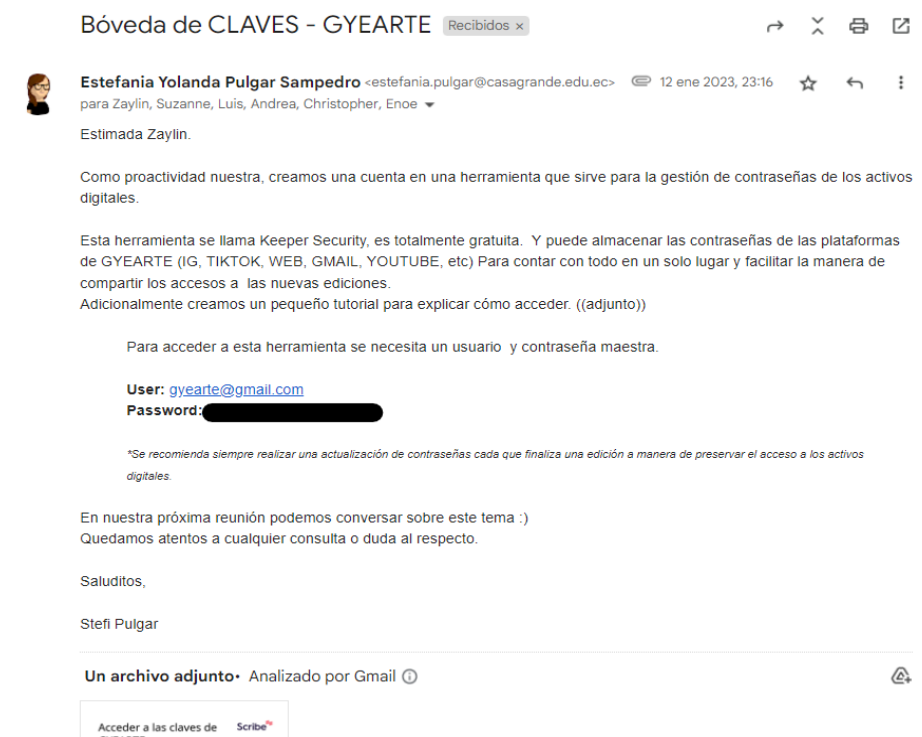 Bóveda de CLAVES - GYEARTE Recibidos ×
Estefania Yolanda Pulgar Sampedro <estefania.pulgar@casagrande.edu.ec> 12 ene 2023, 23:16
para Zaylin, Suzanne, Luis, Andrea, Christopher, Enoe
Estimada Zaylin.
Como proactividad nuestra, creamos una cuenta en una herramienta que sirve para la gestión de contraseñas de los activos
digitales.
Esta herramienta se llama Keeper Security, es totalmente gratuita. Y puede almacenar las contraseñas de las plataformas
de GYEARTE (IG, TIKTOK, WEB, GMAIL, YOUTUBE, etc) Para contar con todo en un solo lugar y facilitar la manera de
compartir los accesos a las nuevas ediciones.
Adicionalmente creamos un pequeño tutorial para explicar cómo acceder. ((adjunto))
Para acceder a esta herramienta se necesita un usuario y contraseña maestra.
User: gyearte@gmail.com
Password:
*Se recomienda siempre realizar una actualización de contraseñas cada que finaliza una edición a manera de preservar el acceso a los activos
digitales.
En nuestra próxima reunión podemos conversar sobre este tema :)
Quedamos atentos a cualquier consulta o duda al respecto.
Saluditos,
Stefi Pulgar
Un archivo adjunto• Analizado por Gmail
Acceder a las claves de Scribe